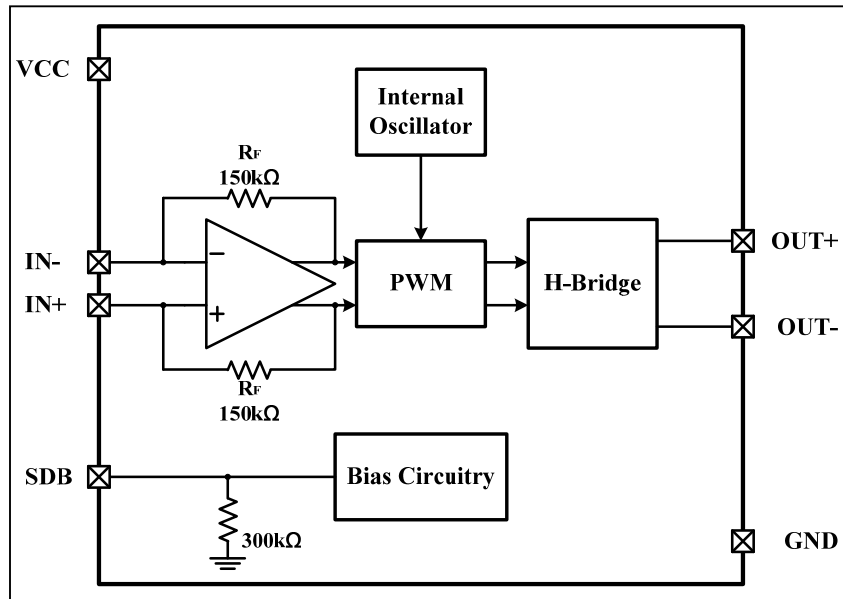 VCC
Internal
Oscillator
RF
150kΩ
IN-
IN+
−
+
PWM
H-Bridge
OUT+
OUT-
RF
150kΩ
SDB
Bias Circuitry
300kΩ
GND